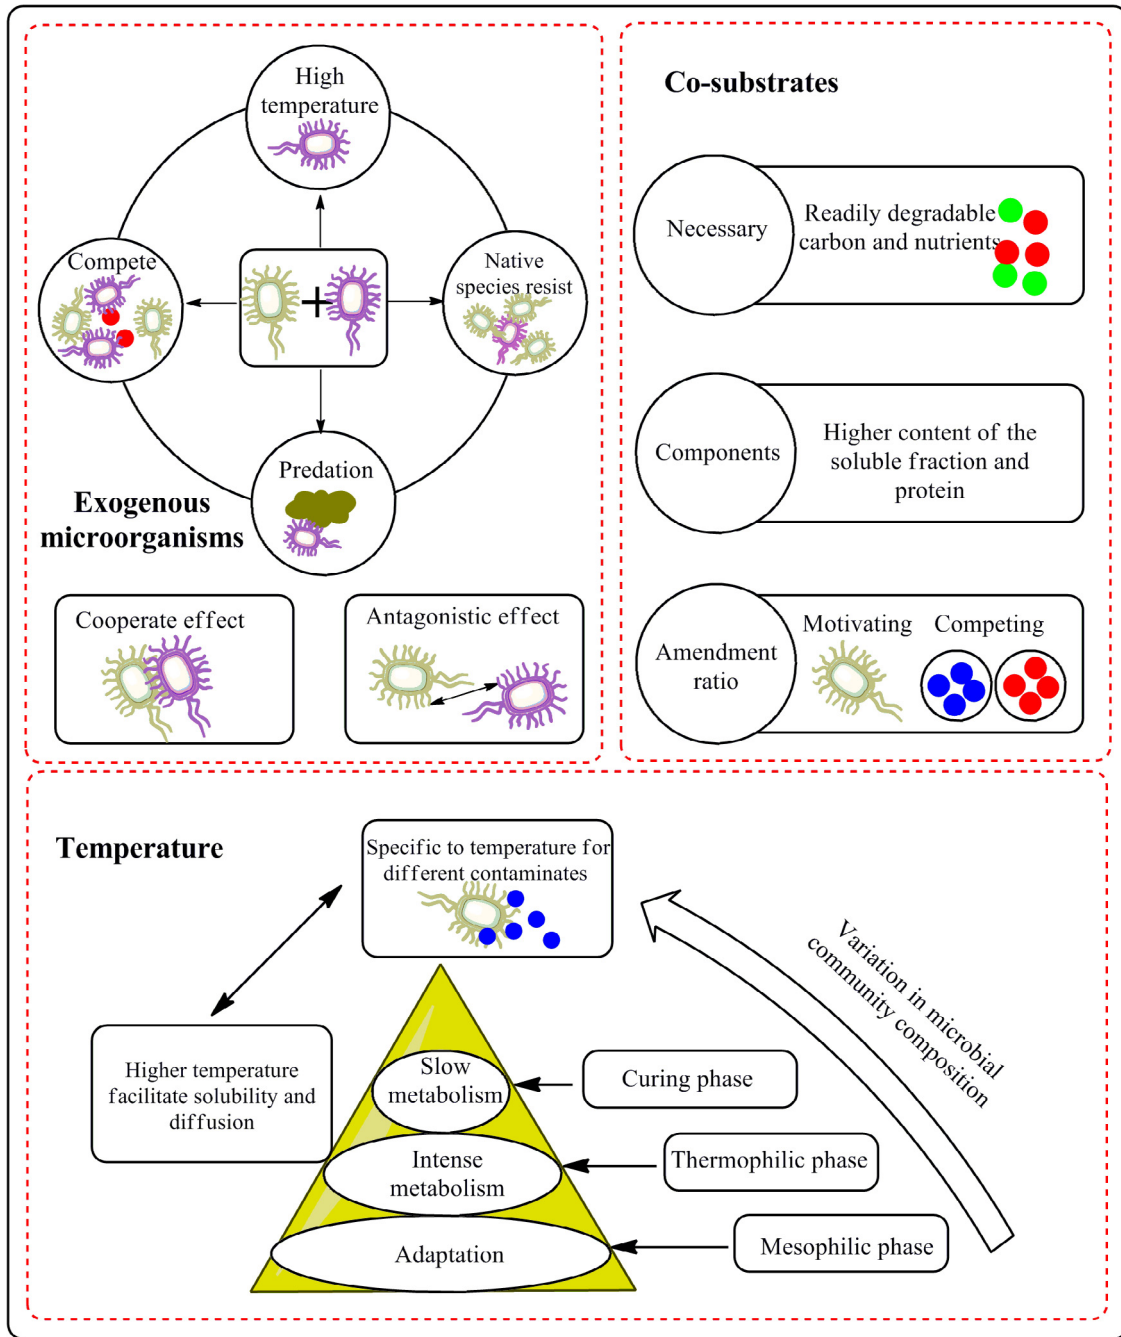 High
temperature
Compete
Native
species resist
Predation
Exogenous
microorganisms
Cooperate effect
Antagonistic effect
Co-substrates
Necessary
Readily degradable
carbon and nutrients
Components
Higher content of the
soluble fraction and
protein
Amendment
ratio
Motivating
Competing
Temperature
Specific to temperature for
different contaminates
Variation in microbial
community composition
Higher temperature
facilitate solubility and
diffusion
Slow
metabolism
Curing phase
Intense
metabolism
Thermophilic phase
Adaptation
Mesophilic phase